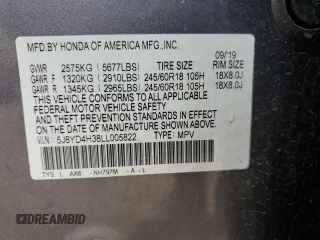 MFD.BY HONDA OF AMERICA MFG.,INC. 09/19
GVWR 2575KG ( 5677LBS) TIRE SIZE RIM SIZE
GAWR F 1320KG ( 2910LBS) 245/60R18 105H 18X8.0J
GAWR R 1345KG ( 2965LBS) 245/60R18 105H 18X8.0J
THIS VEHICLE CONFORMS TO ALL APPLICABLE
FEDERAL MOTOR VEHICLE SAFETY AND THEFT
PREVENTION STANDARDS IN EFFECT ON THE DATE
OF MANUFACTURE SHOWN ABOVE.
V.I.N.: 5J8YD4H38LL005822 TYPE: MPV
TYS L AA6 NH797M -A -L